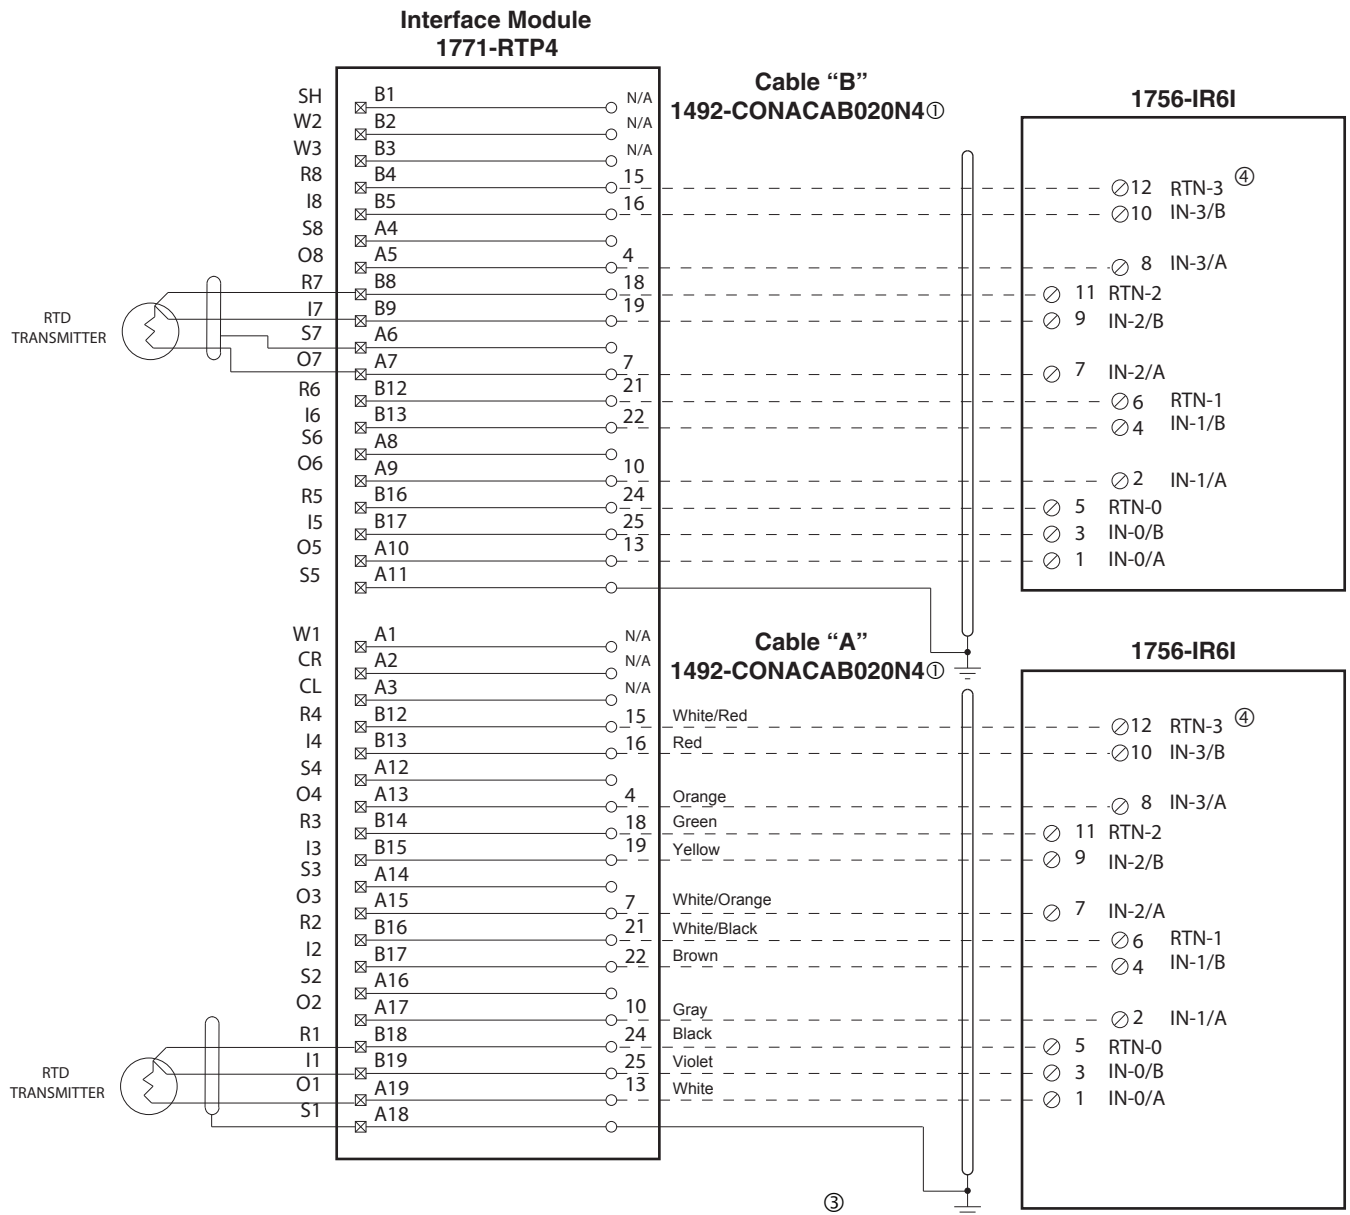 Interface Module
1771-RTP4
Cable “B”
1492-CONACAB020N4①
1756-IR6I
SH B1 N/A
W2 B2 N/A
W3 B3 N/A
R8 B4 15 12 RTN-3 ④
I8 B5 16 10 IN-3/B
S8 A4
O8 A5 4 8 IN-3/A
R7 B8 18 11 RTN-2
I7 B9 19 9 IN-2/B
RTD
TRANSMITTER
S7 A6
O7 A7 7 7 IN-2/A
R6 B12 21 6 RTN-1
I6 B13 22 4 IN-1/B
S6 A8
O6 A9 10 2 IN-1/A
R5 B16 24 5 RTN-0
I5 B17 25 3 IN-0/B
O5 A10 13 1 IN-0/A
S5 A11
Cable “A”
1492-CONACAB020N4①
1756-IR6I
W1 A1 N/A
CR A2 N/A
CL A3 N/A
R4 B12 15 White/Red 12 RTN-3 ④
I4 B13 16 Red 10 IN-3/B
S4 A12
O4 A13 4 Orange 8 IN-3/A
R3 B14 18 Green 11 RTN-2
I3 B15 19 Yellow 9 IN-2/B
S3 A14
O3 A15 7 White/Orange 7 IN-2/A
R2 B16 21 White/Black 6 RTN-1
I2 B17 22 Brown 4 IN-1/B
S2 A16
O2 A17 10 Gray 2 IN-1/A
R1 B18 24 Black 5 RTN-0
I1 B19 25 Violet 3 IN-0/B
RTD
TRANSMITTER
O1 A19 13 White 1 IN-0/A
S1 A18
③